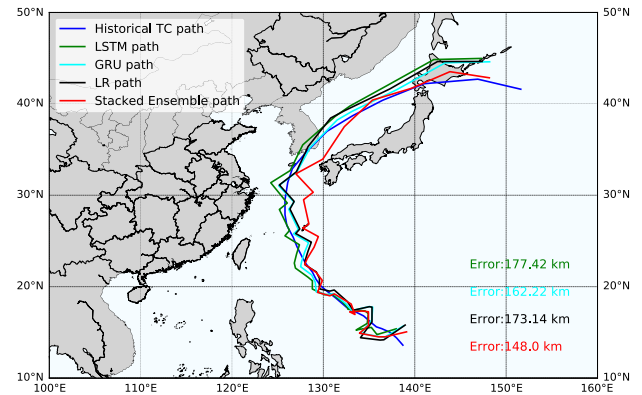 50°N
50°N
Historical TC path
LSTM path
GRU path
LR path
Stacked Ensemble path
40°N
40°N
30°N
30°N
Error:177.42 km
20°N
20°N
Error:162.22 km
Error:173.14 km
Error:148.0 km
10°N
10°N
100°E
110°E
120°E
130°E
140°E
150°E
160°E